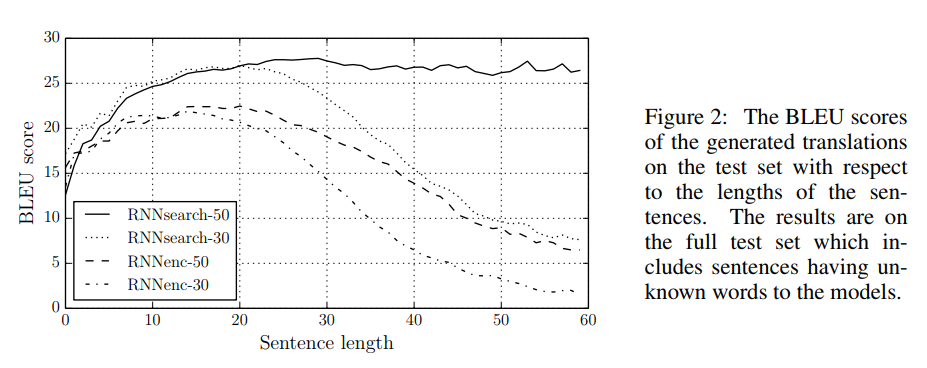 30
25
20
15
10
5
0
BLEU score
RNNsearch-50
RNNsearch-30
RNNenc-50
RNNenc-30
0 10 20 30 40 50 60
Sentence length
Figure 2: The BLEU scores
of the generated translations
on the test set with respect
to the lengths of the sen-
tences. The results are on
the full test set which in-
cludes sentences having un-
known words to the models.